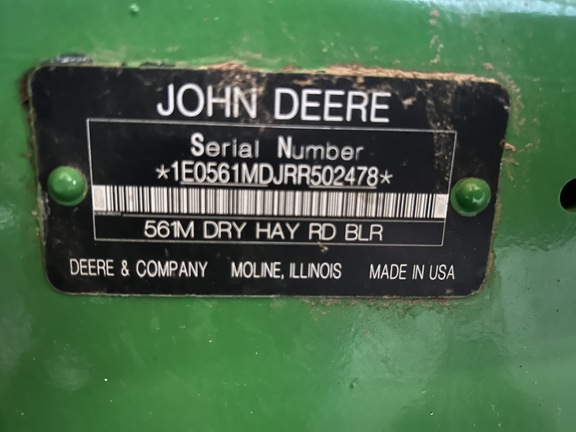 JOHN DEERE
Serial Number
*1E0561MDJRR502478*
561M DRY HAY RD BLR
DEERE & COMPANY MOLINE, ILLINOIS MADE IN USA